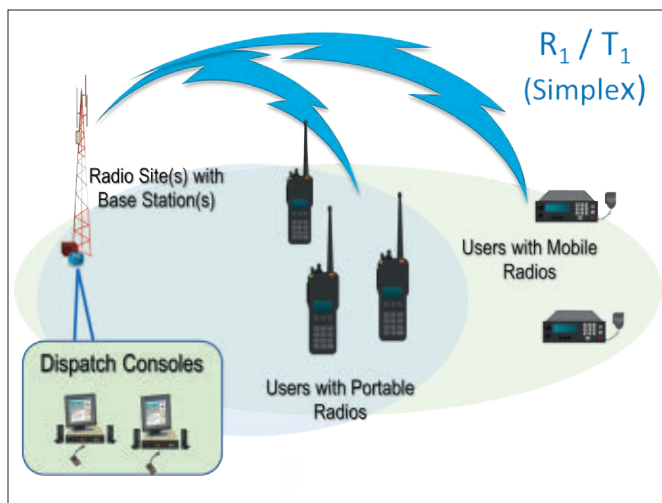 R1 / T1
(Simplex)
Radio Site(s) with
Base Station(s)
Users with Mobile
Radios
Dispatch Consoles
Users with Portable
Radios